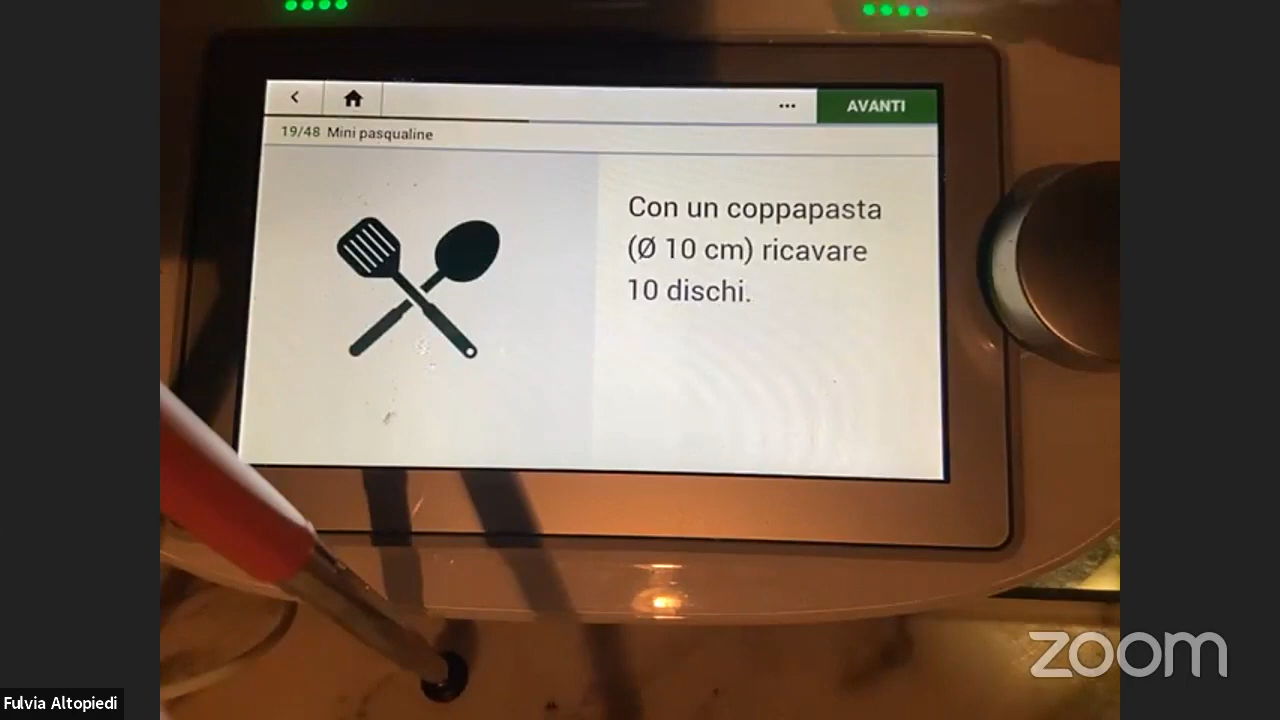 AVANTI
19/48 Mini pasqualine
Con un coppapasta
(Ø 10 cm) ricavare
10 dischi.
zoom
Fulvia Altopiedi